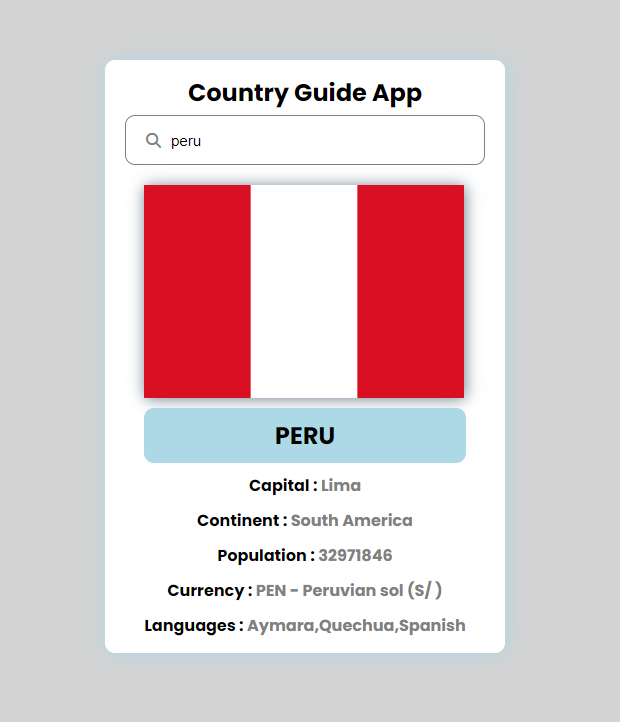 Country Guide App
peru
PERU
Capital : Lima
Continent : South America
Population : 32971846
Currency : PEN - Peruvian sol (S/ )
Languages : Aymara,Quechua,Spanish